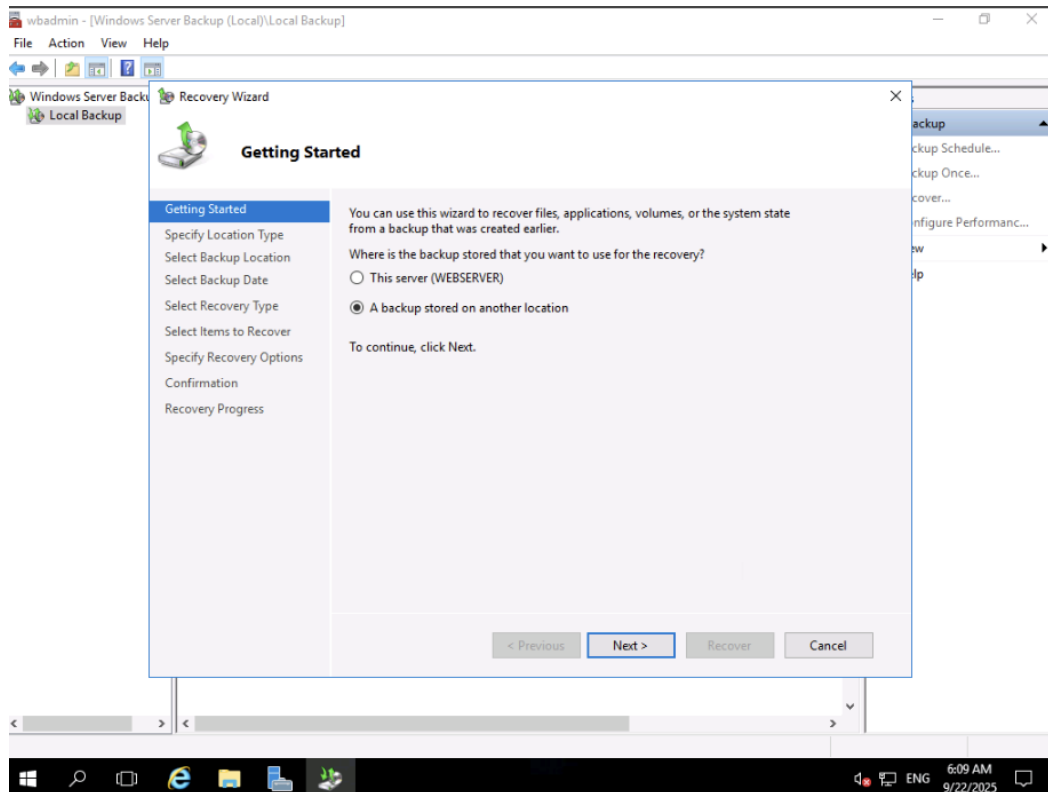 wbadmin - [Windows Server Backup (Local)\Local Backup]
File Action View Help
Windows Server Backu
Local Backup
Recovery Wizard
Getting Started
Getting Started
Specify Location Type
Select Backup Location
Select Backup Date
Select Recovery Type
Select Items to Recover
Specify Recovery Options
Confirmation
Recovery Progress
You can use this wizard to recover files, applications, volumes, or the system state
from a backup that was created earlier.
Where is the backup stored that you want to use for the recovery?
This server (WEBSERVER)
A backup stored on another location
To continue, click Next.
< Previous Next > Recover Cancel
ackup
ckup Schedule...
ckup Once...
cover...
nfigure Performanc...
ew
lp
ENG
6:09 AM
9/22/2025